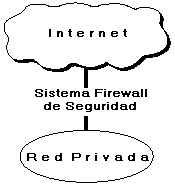 Internet
Sistema Firewall
de Seguridad
Red Privada